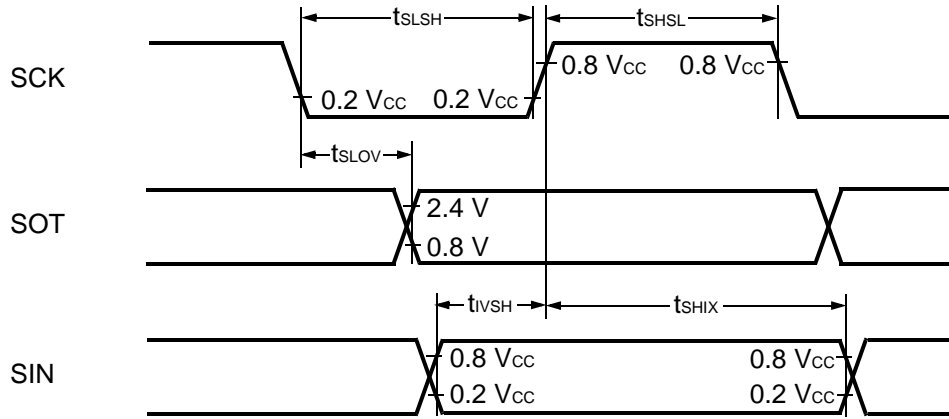 tSLSH tSHSL
SCK
0.8 VCC 0.8 VCC
0.2 VCC 0.2 VCC
tSLOV
SOT
2.4 V
0.8 V
tIVSH tSHIX
SIN
0.8 VCC 0.8 VCC
0.2 VCC 0.2 VCC